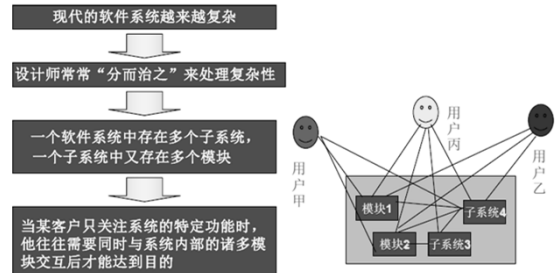 现代的软件系统越来越复杂
设计师常常“分而治之”来处理复杂性
一个软件系统中存在多个子系统，
一个子系统中又存在多个模块
当某客户只关注系统的特定功能时，
他往往需要同时与系统内部的诸多模
块交互后才能达到目的
用户甲
用户丙
用户乙
模块1
子系统4
模块2
子系统3